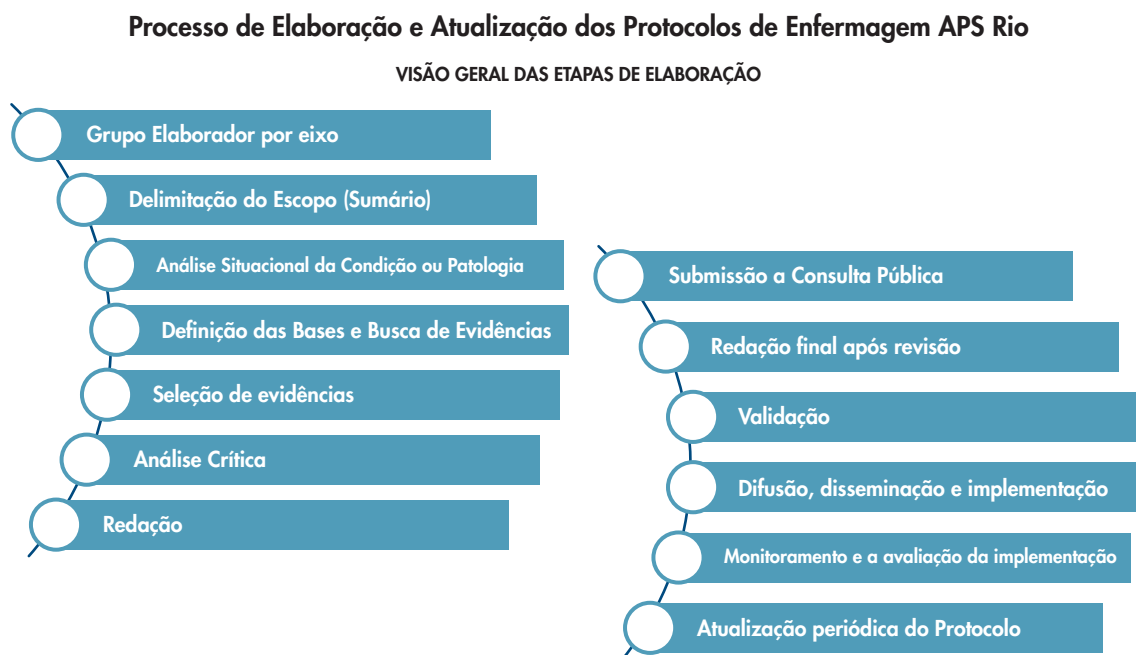 Processo de Elaboração e Atualização dos Protocolos de Enfermagem APS Rio
VISÃO GERAL DAS ETAPAS DE ELABORAÇÃO
Grupo Elaborador por eixo
Delimitação do Escopo (Sumário)
Análise Situacional da Condição ou Patologia
Definição das Bases e Busca de Evidências
Seleção de evidências
Análise Crítica
Redação
Submissão a Consulta Pública
Redação final após revisão
Validação
Difusão, disseminação e implementação
Monitoramento e a avaliação da implementação
Atualização periódica do Protocolo